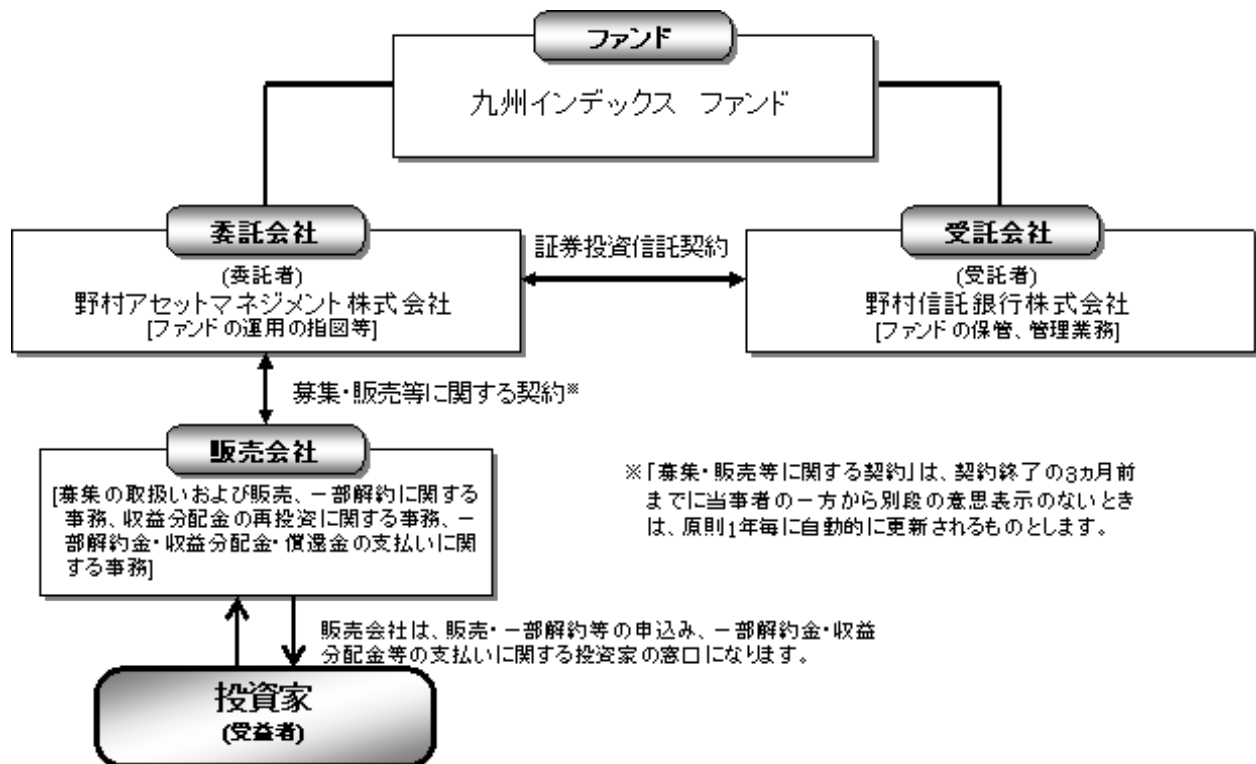 ファンド
九州インデックス ファンド
委託会社
(委託者)
野村アセットマネジメント株式会社
[ファンドの運用の指図等]
証券投資信託契約
受託会社
(受託者)
野村信託銀行株式会社
[ファンドの保管、管理業務]
募集・販売等に関する契約※
販売会社
[募集の取扱いおよび販売、一部解約に関する
事務、収益分配金の再投資に関する事務、一
部解約金・収益分配金・償還金の支払いに関
する事務]
※「募集・販売等に関する契約」は、契約終了の3ヵ月前
までに当事者の一方から別段の意思表示のないとき
は、原則1年毎に自動的に更新されるものとします。
販売会社は、販売・一部解約等の申込み、一部解約金・収益
分配金等の支払いに関する投資家の窓口になります。
投資家
(受益者)